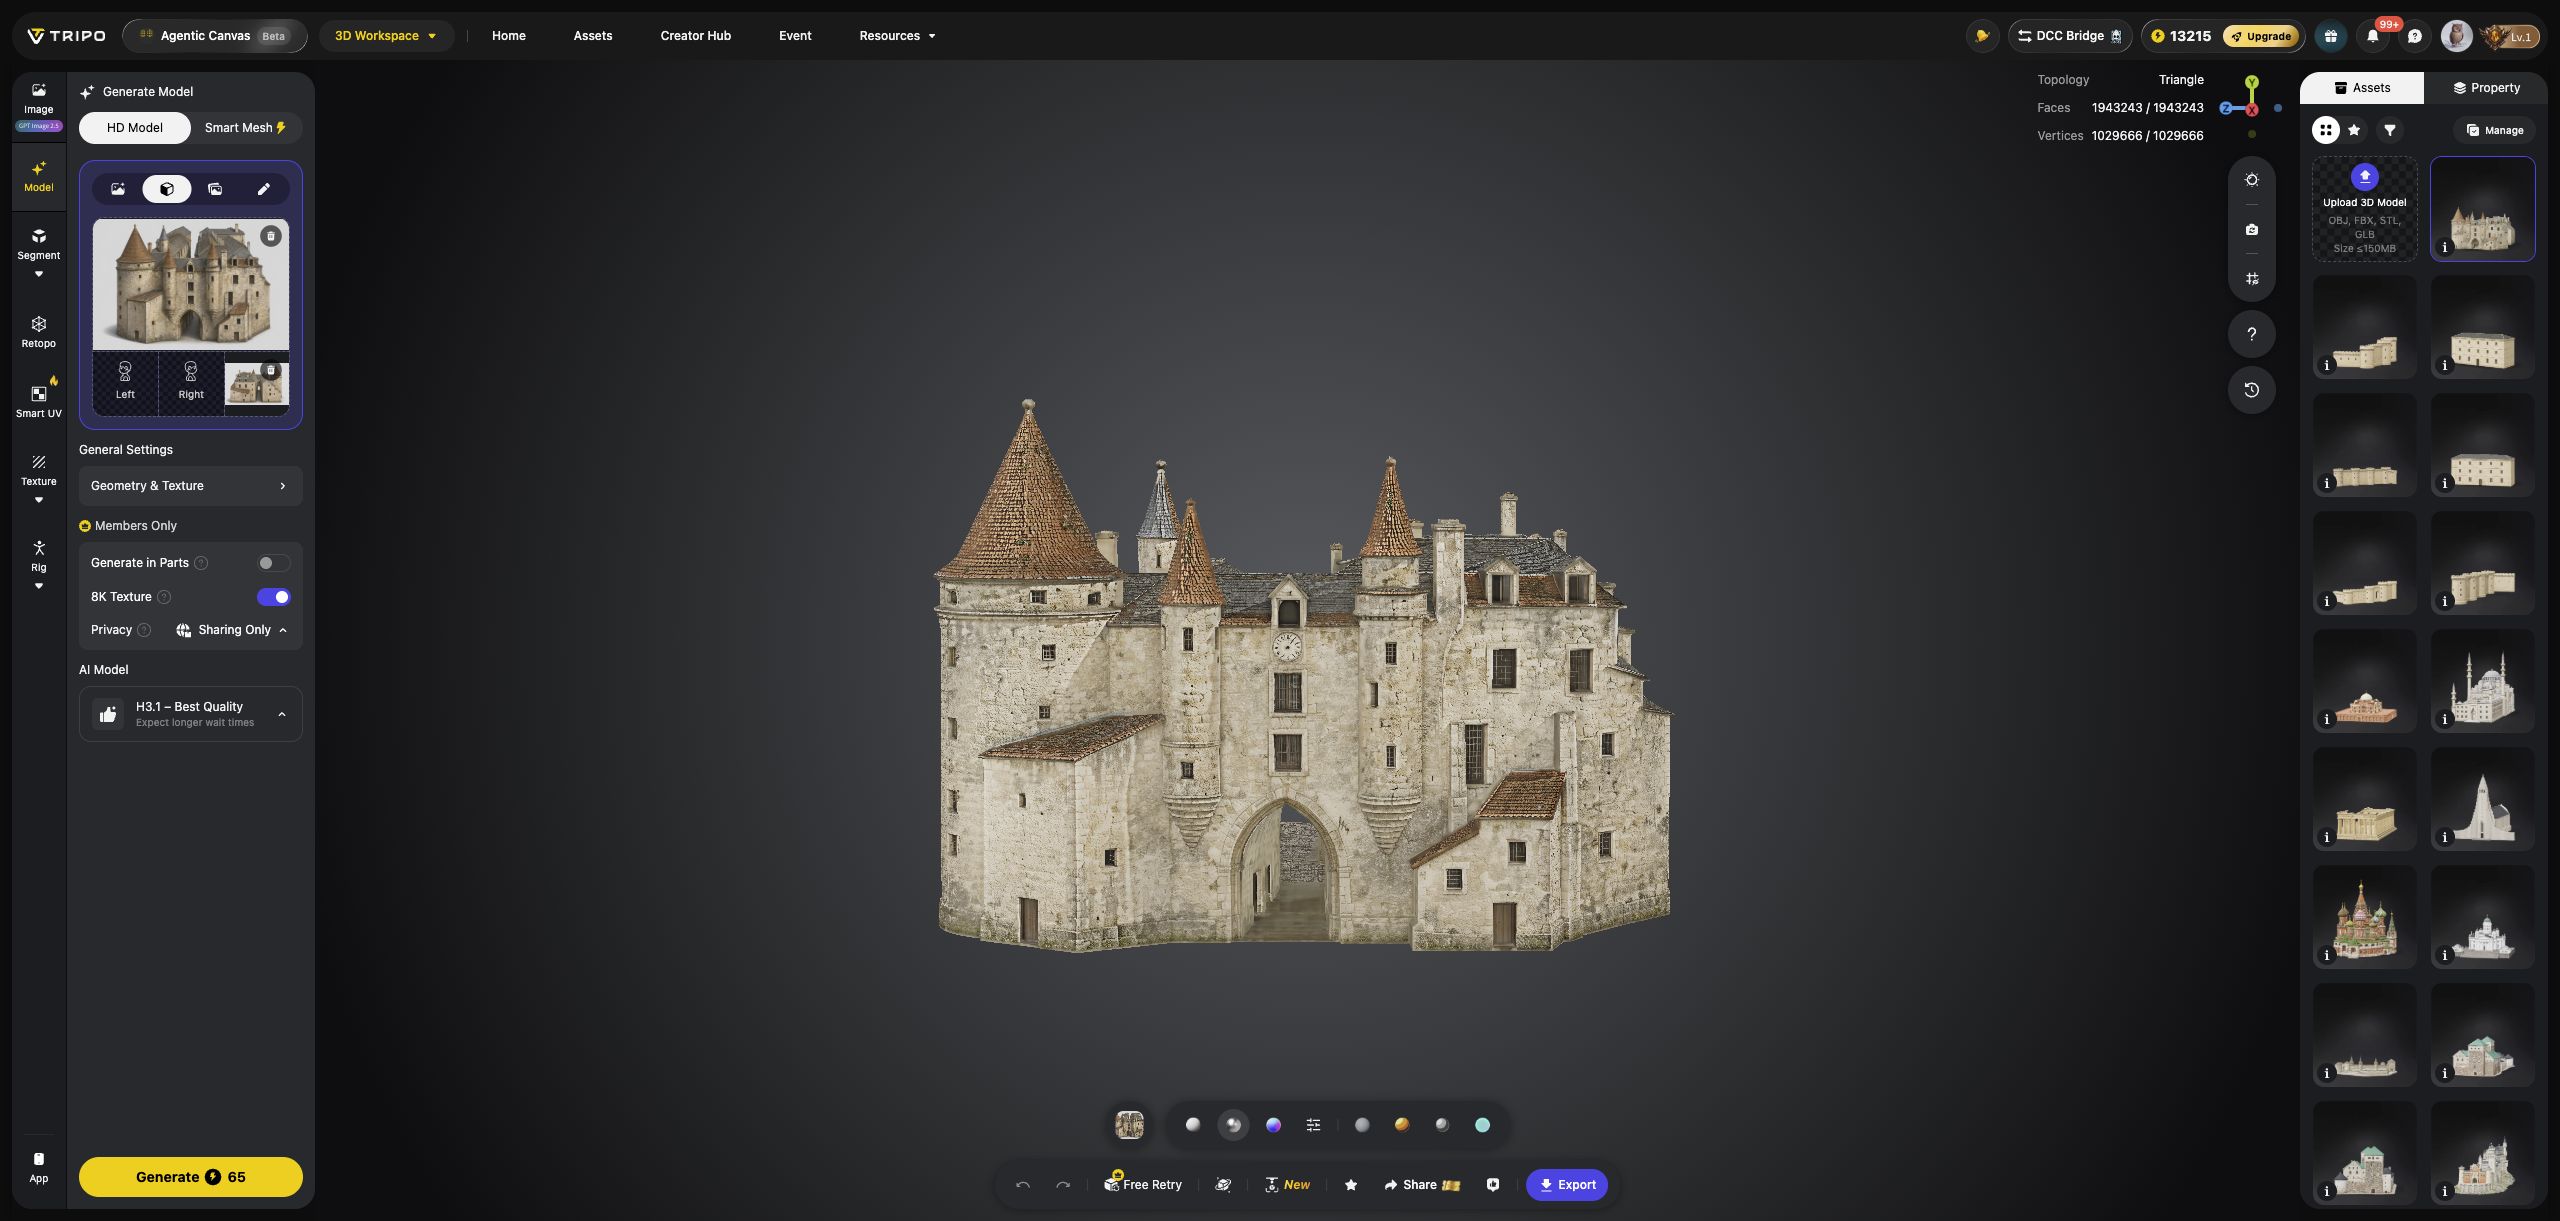 TRIPO
Agentic Canvas Beta
3D Workspace
Home
Assets
Creator Hub
Event
Resources
DCC Bridge
13215
Upgrade
99+
Lv.1
Image
GPT Image 2.5
Model
Segment
Retopo
Smart UV
Texture
Rig
App
Generate Model
HD Model
Smart Mesh
Left
Right
General Settings
Geometry & Texture
Members Only
Generate in Parts ?
8K Texture ?
Privacy ? Sharing Only
AI Model
H3.1 – Best Quality
Expect longer wait times
Generate 65
Topology Triangle
Faces 1943243 / 1943243
Vertices 1029666 / 1029666
Y
Z
X
?
Free Retry
New
Share
Export
Assets
Property
Manage
Upload 3D Model
OBJ, FBX, STL,
GLB
Size ≤150MB